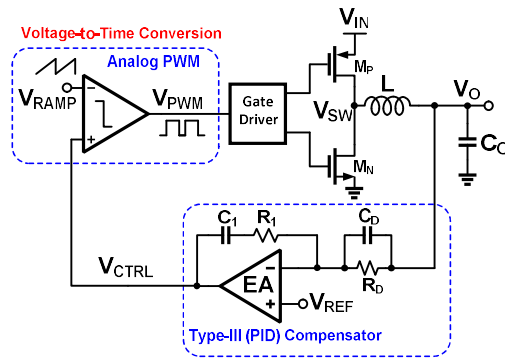 Voltage-to-Time Conversion
Analog PWM
VRAMP
−
+
VPWM
Gate
Driver
VIN
MP
VSW
MN
L
VO
CO
C1
R1
CD
RD
VCTRL
EA
−
+
VREF
Type-III (PID) Compensator